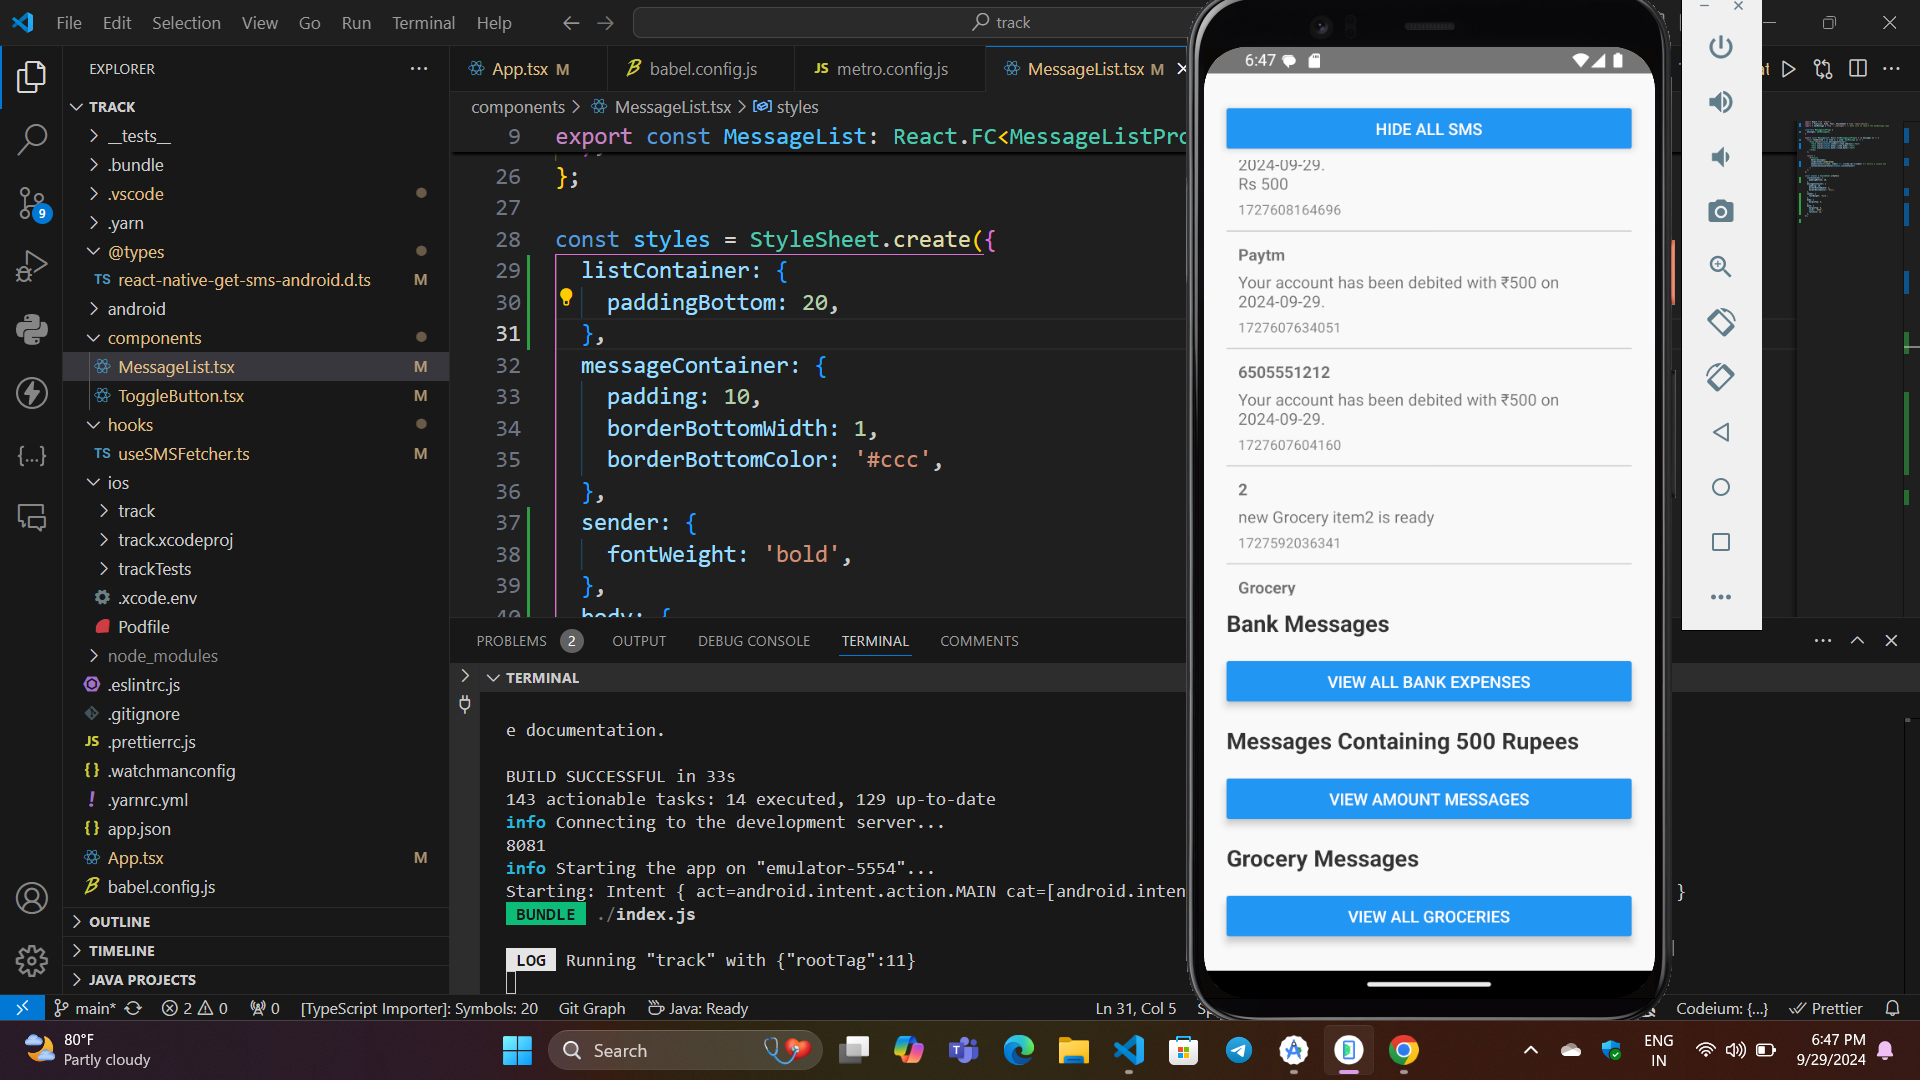 File Edit Selection View Go Run Terminal Help
track
EXPLORER
TRACK
__tests__
.bundle
.vscode
.yarn
@types
TS react-native-get-sms-android.d.ts M
android
components
MessageList.tsx M
ToggleButton.tsx M
hooks
TS useSMSFetcher.ts M
ios
track
track.xcodeproj
trackTests
.xcode.env
Podfile
node_modules
.eslintrc.js
.gitignore
JS .prettierrc.js
{} .watchmanconfig
! .yarnrc.yml
{} app.json
App.tsx M
babel.config.js
OUTLINE
TIMELINE
JAVA PROJECTS
9
App.tsx M
babel.config.js
JS metro.config.js
MessageList.tsx M
components > MessageList.tsx > styles
9 export const MessageList: React.FC<MessageListPro
26 };
27
28 const styles = StyleSheet.create({
29 listContainer: {
30 paddingBottom: 20,
31 },
32 messageContainer: {
33 padding: 10,
34 borderBottomWidth: 1,
35 borderBottomColor: '#ccc',
36 },
37 sender: {
38 fontWeight: 'bold',
39 },
40 body: {
PROBLEMS 2 OUTPUT DEBUG CONSOLE TERMINAL COMMENTS
TERMINAL
e documentation.
BUILD SUCCESSFUL in 33s
143 actionable tasks: 14 executed, 129 up-to-date
info Connecting to the development server...
8081
info Starting the app on "emulator-5554"...
Starting: Intent { act=android.intent.action.MAIN cat=[android.inten
}
BUNDLE ./index.js
LOG Running "track" with {"rootTag":11}
6:47
HIDE ALL SMS
2024-09-29.
Rs 500
1727608164696
Paytm
Your account has been debited with ₹500 on
2024-09-29.
1727607634051
6505551212
Your account has been debited with ₹500 on
2024-09-29.
1727607604160
2
new Grocery item2 is ready
1727592036341
Grocery
Bank Messages
VIEW ALL BANK EXPENSES
Messages Containing 500 Rupees
VIEW AMOUNT MESSAGES
Grocery Messages
VIEW ALL GROCERIES
main* 2 0 0 [TypeScript Importer]: Symbols: 20 Git Graph Java: Ready Ln 31, Col 5 Codeium: {...} Prettier
80°F
Partly cloudy
Search
ENG
IN
6:47 PM
9/29/2024